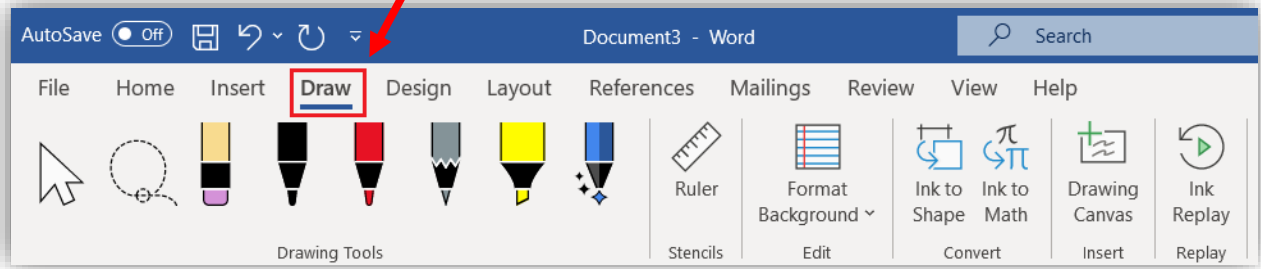 AutoSave Off Document3 - Word Search
File Home Insert Draw Design Layout References Mailings Review View Help
Ruler Format Ink to Ink to Drawing Ink
Background Shape Math Canvas Replay
Drawing Tools Stencils Edit Convert Insert Replay